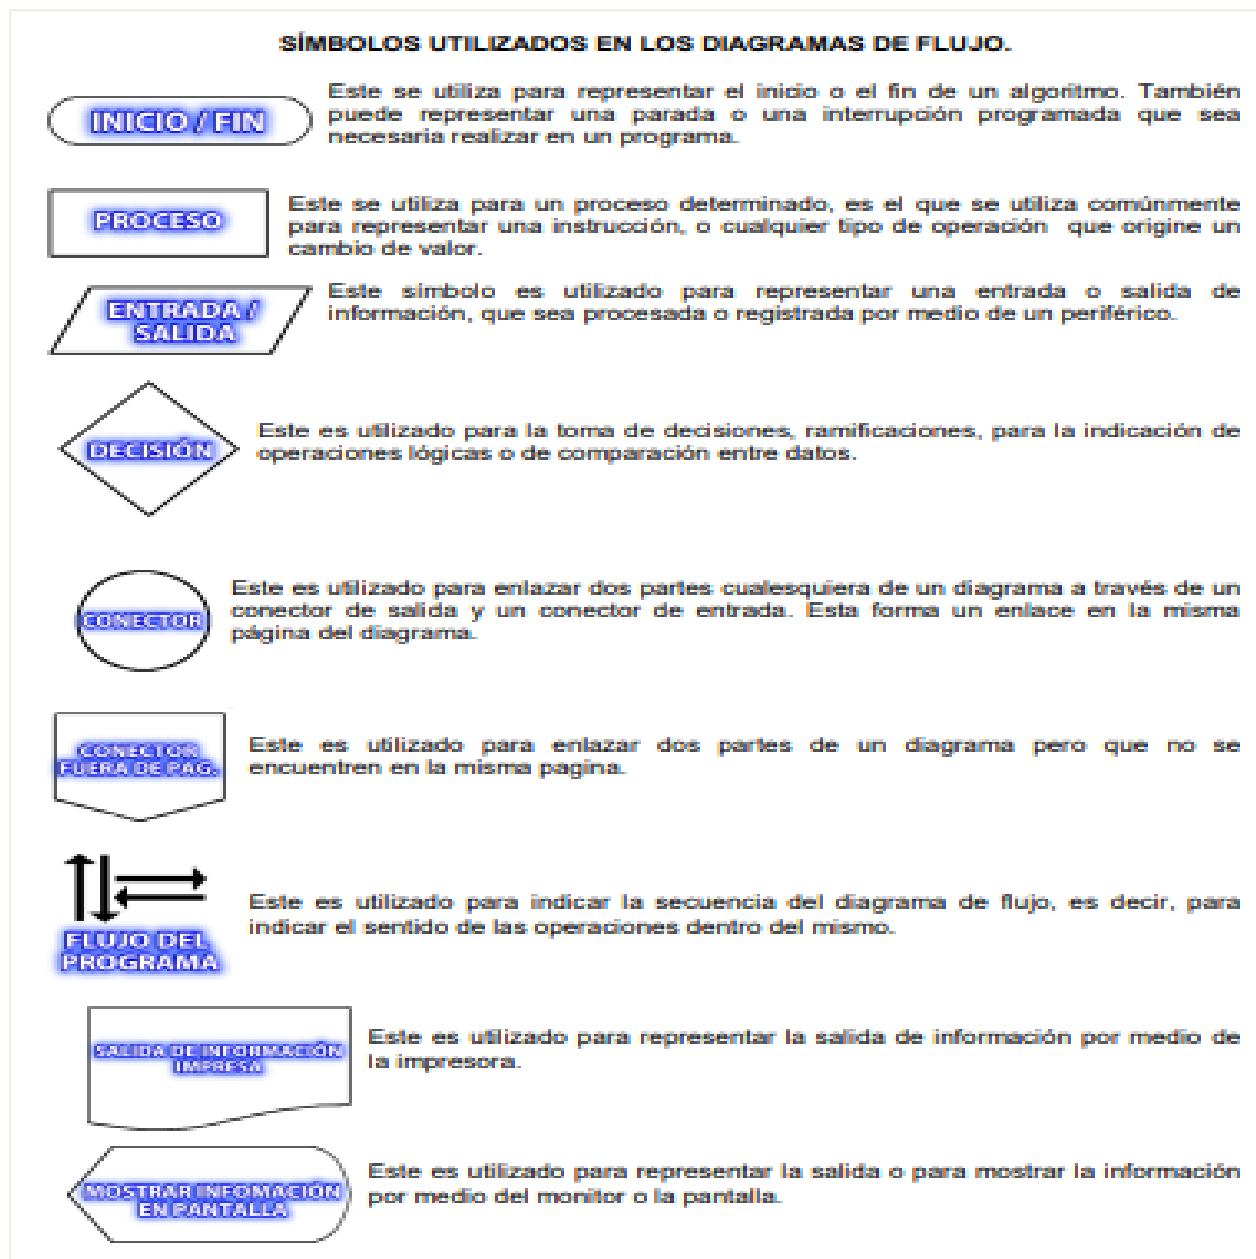 SÍMBOLOS UTILIZADOS EN LOS DIAGRAMAS DE FLUJO.
INICIO / FIN
Este se utiliza para representar el inicio o el fin de un algoritmo. También
puede representar una parada o una interrupción programada que sea
necesaria realizar en un programa.
PROCESO
Este se utiliza para un proceso determinado, es el que se utiliza comúnmente
para representar una instrucción, o cualquier tipo de operación que origine un
cambio de valor.
ENTRADA /
SALIDA
Este símbolo es utilizado para representar una entrada o salida de
información, que sea procesada o registrada por medio de un periférico.
DECISIÓN
Este es utilizado para la toma de decisiones, ramificaciones, para la indicación de
operaciones lógicas o de comparación entre datos.
CONECTOR
Este es utilizado para enlazar dos partes cualesquiera de un diagrama a través de un
conector de salida y un conector de entrada. Esta forma un enlace en la misma
página del diagrama.
CONECTOR
FUERA DE PAG.
Este es utilizado para enlazar dos partes de un diagrama pero que no se
encuentren en la misma pagina.
FLUJO DEL
PROGRAMA
Este es utilizado para indicar la secuencia del diagrama de flujo, es decir, para
indicar el sentido de las operaciones dentro del mismo.
SALIDA DE INFORMACIÓN
IMPRESA
Este es utilizado para representar la salida de información por medio de
la impresora.
MOSTRAR INFOMACIÓN
EN PANTALLA
Este es utilizado para representar la salida o para mostrar la información
por medio del monitor o la pantalla.